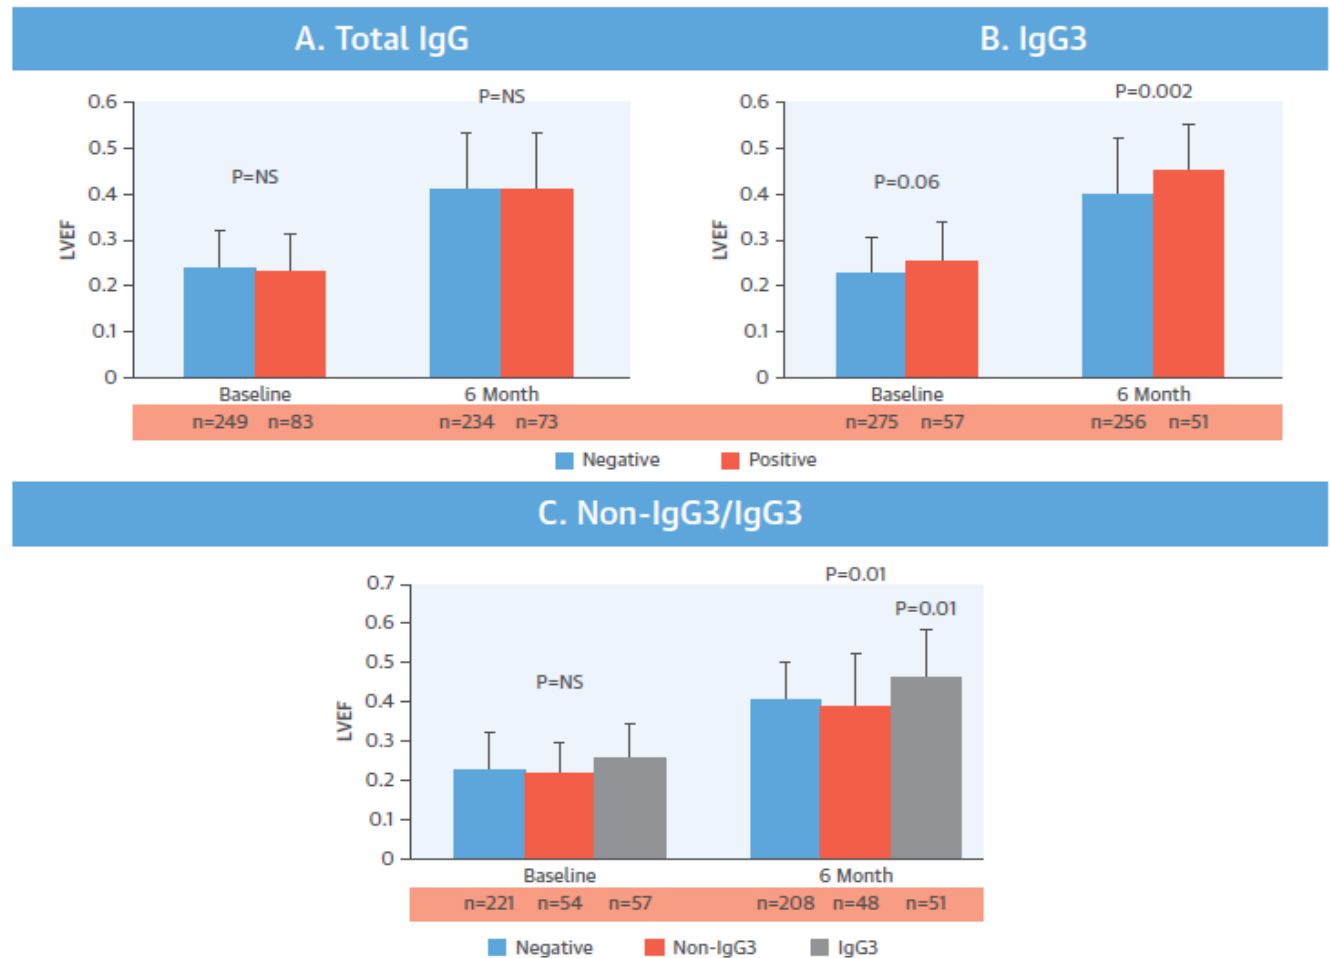 A. Total IgG
B. IgG3
P=NS
P=NS
0.6
0.5
0.4
0.3
0.2
0.1
0
LVEF
Baseline
6 Month
n=249 n=83
n=234 n=73
P=0.002
P=0.06
0.6
0.5
0.4
0.3
0.2
0.1
0
LVEF
Baseline
6 Month
n=275 n=57
n=256 n=51
Negative
Positive
C. Non-IgG3/IgG3
P=0.01
P=0.01
P=NS
0.7
0.6
0.5
0.4
0.3
0.2
0.1
0
LVEF
Baseline
6 Month
n=221 n=54 n=57
n=208 n=48 n=51
Negative
Non-IgG3
IgG3